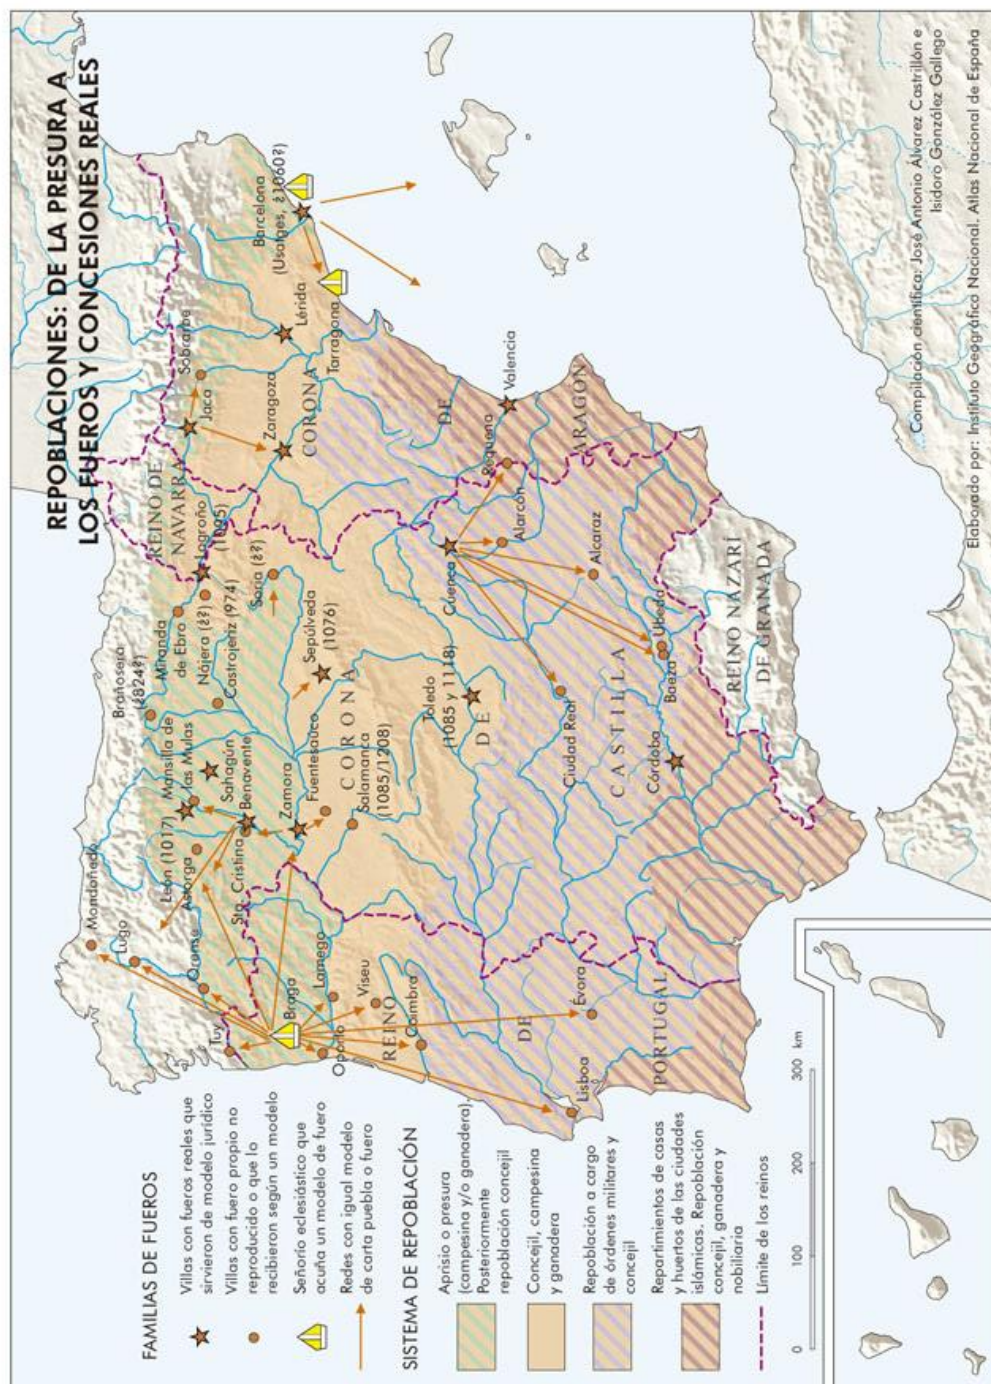 REPOBLACIONES: DE LA PRESURA A
LOS FUEROS Y CONCESIONES REALES
FAMILIAS DE FUEROS
Villas con fueros reales que
sirvieron de modelo jurídico
Villas con fuero propio no
reproducido o que lo
recibieron según un modelo
Señorío eclesiástico que
acuña un modelo de fuero
Redes con igual modelo
de carta puebla o fuero
SISTEMA DE REPOBLACIÓN
Aprisio o presura
(campesina y/o ganadera).
Posteriormente
repoblación concejil
Concejil, campesina
y ganadera
Repoblación a cargo
de órdenes militares y
concejil
Repartimientos de casas
y huertos de las ciudades
islámicas. Repoblación
concejil, ganadera y
nobiliaria
Límite de los reinos
0 100 200 300 km
Mondoñedo
Lugo
Orense
Tuy
Braga
Oporto
Lamego
Viseu
Coimbra
Évora
Lisboa
REINO
DE
PORTUGAL
León (1017)
Astorga
Mansilla de
las Mulas
Sahagún
Benavente
Sta. Cristina
Zamora
Fuentesaúco
Salamanca
(1085/1208)
Brañosera
(¿824?)
Miranda
de Ebro
Nájera (¿?)
Castrojeriz (974)
Logroño
(1095)
Soria (¿?)
Sepúlveda
(1076)
Toledo
(1085 y 1118)
CORONA
DE
CASTILLA
Cuenca
Alarcón
Requena
Alcaraz
Ciudad Real
Úbeda
Baeza
Córdoba
REINO NAZARÍ
DE GRANADA
REINO DE
NAVARRA
Jaca
Sobrarbe
Zaragoza
Lérida
Tarragona
Barcelona
(Usatges, ¿1060?)
Valencia
CORONA
DE
ARAGÓN
Compilación científica: José Antonio Álvarez Castrillón e
Isidoro González Gallego
Elaborado por: Instituto Geográfico Nacional. Atlas Nacional de España